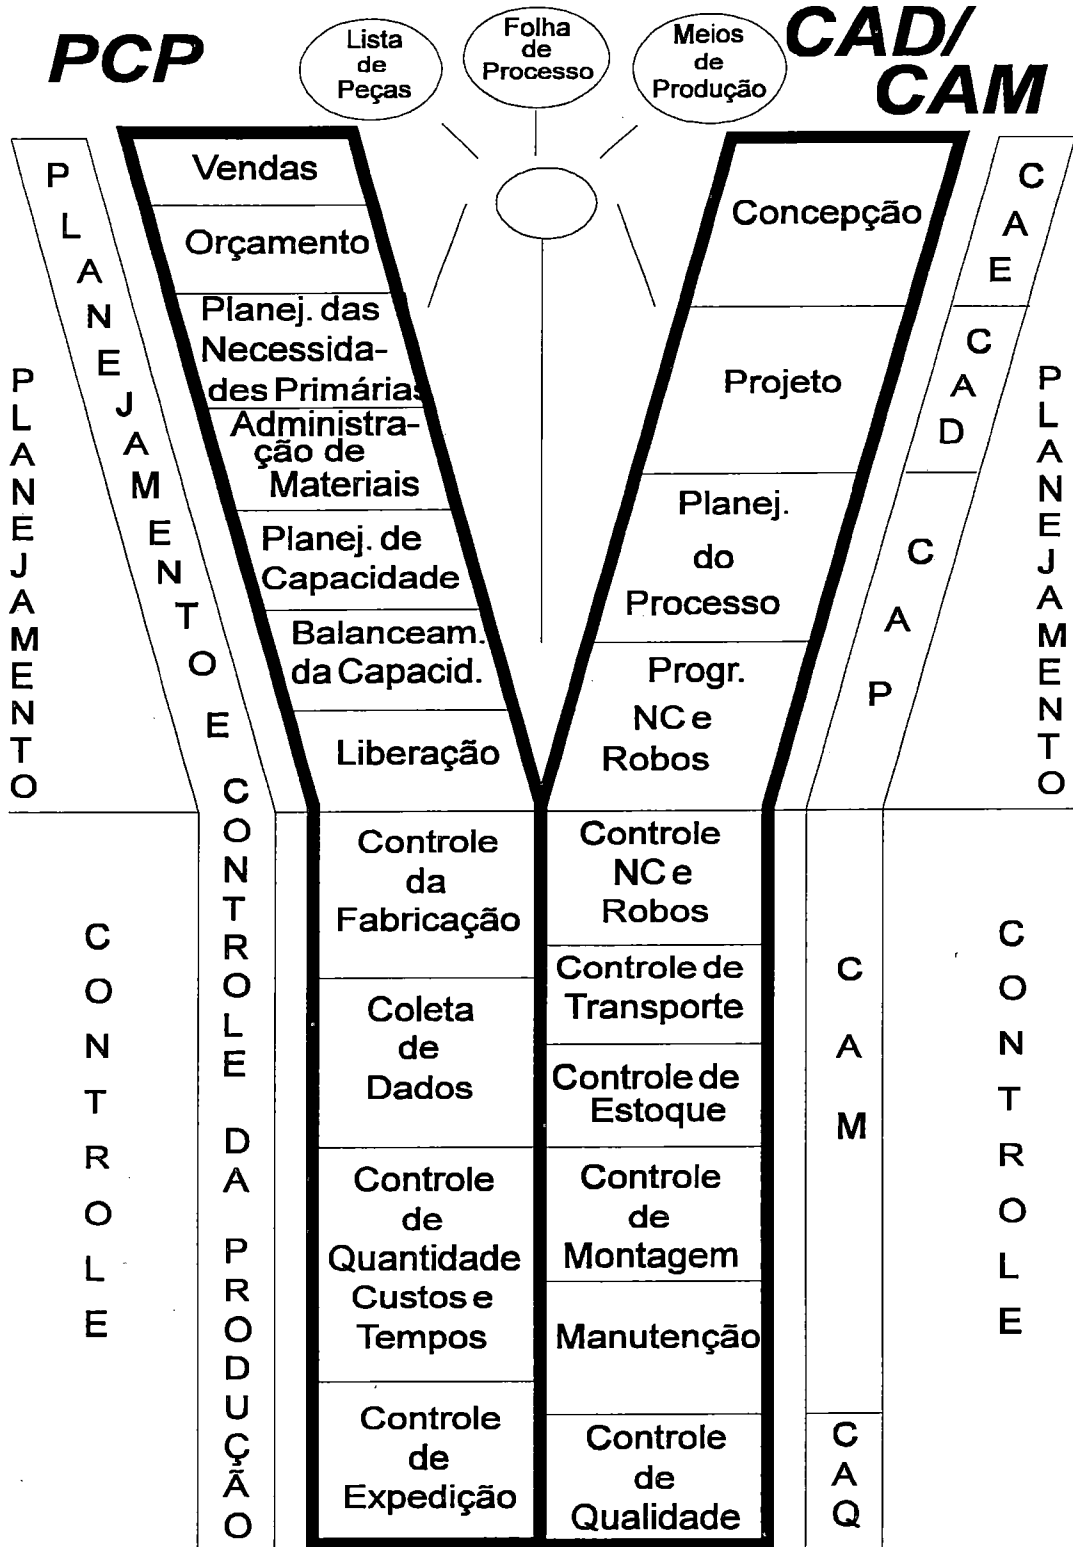 PCP
Lista
de
Peças
Folha
de
Processo
Meios
de
Produção
CAD/
CAM
PLANEJAMENTO
PLANEJAMENTO E CONTROLE DA PRODUÇÃO
Vendas
Orçamento
Planej. das
Necessida-
des Primárias
Administra-
ção de
Materiais
Planej. de
Capacidade
Balanceam.
da Capacid.
Liberação
Concepção
Projeto
Planej.
do
Processo
Progr.
NC e
Robos
CAE
CAD
CAP
PLANEJAMENTO
CONTROLE
Controle
da
Fabricação
Coleta
de
Dados
Controle
de
Quantidade
Custos e
Tempos
Controle
de
Expedição
Controle
NC e
Robos
Controle de
Transporte
Controle de
Estoque
Controle
de
Montagem
Manutenção
Controle
de
Qualidade
CAM
CAQ
CONTROLE